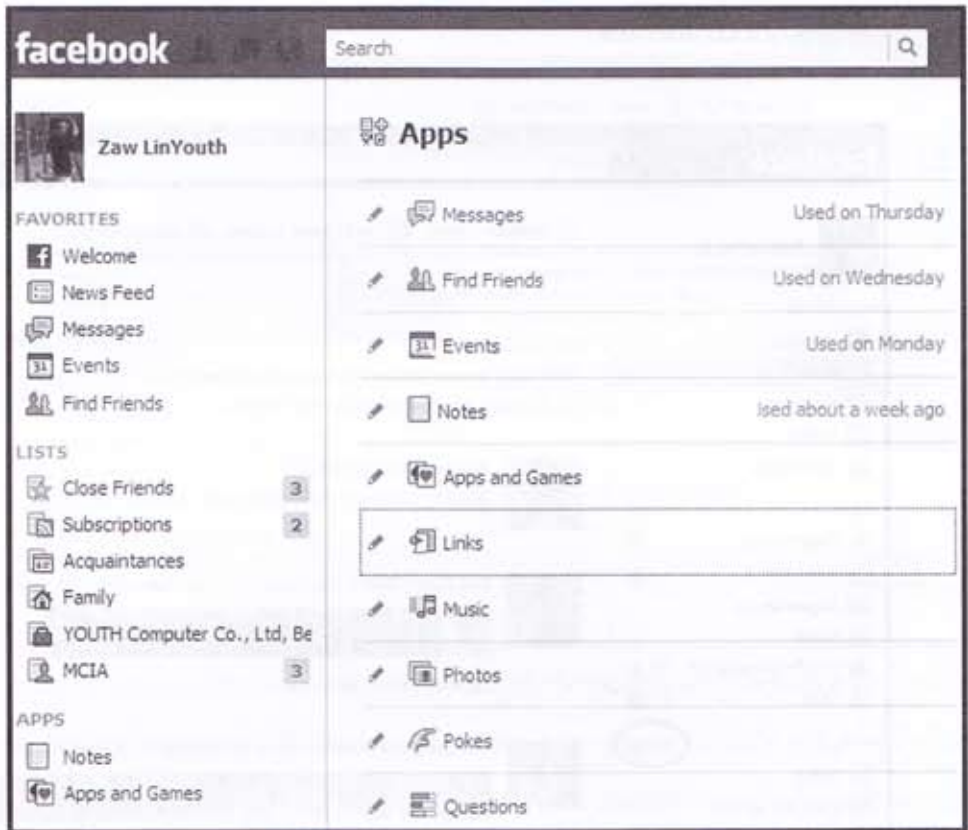 facebook
Search
Zaw LinYouth
FAVORITES
Welcome
News Feed
Messages
31 Events
Find Friends
LISTS
Close Friends 3
Subscriptions 2
Acquaintances
Family
YOUTH Computer Co., Ltd, Be
MCIA 3
APPS
Notes
Apps and Games
Apps
Messages Used on Thursday
Find Friends Used on Wednesday
31 Events Used on Monday
Notes Ised about a week ago
Apps and Games
Links
Music
Photos
Pokes
Questions